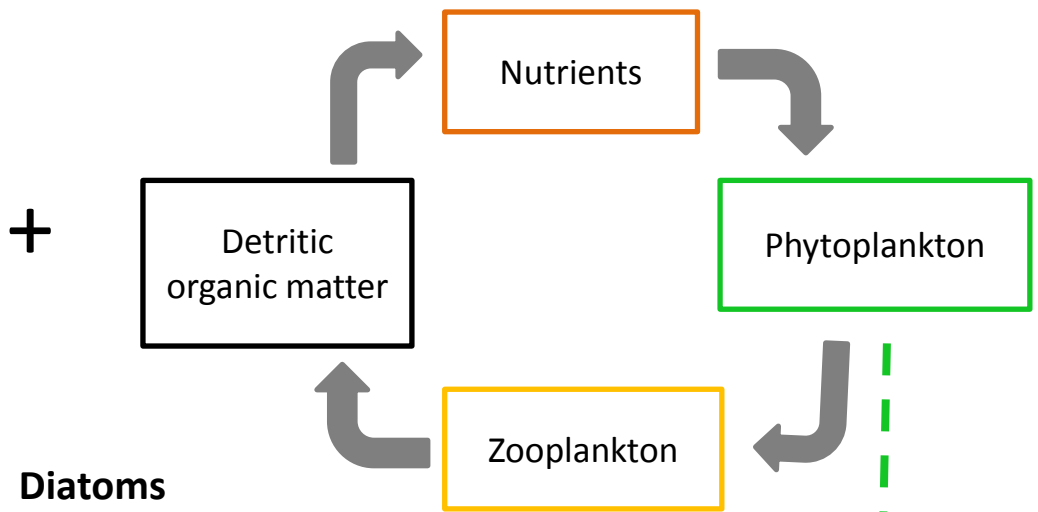 Nutrients
+
Detritic
organic matter
Phytoplankton
Zooplankton
Diatoms